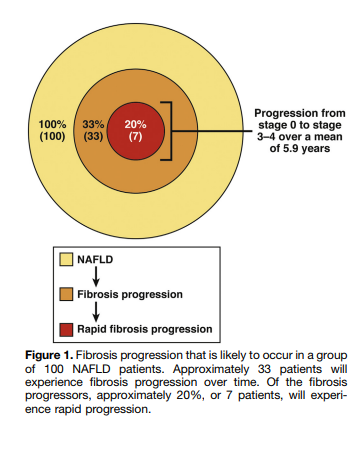 100%
(100)
33%
(33)
20%
(7)
Progression from
stage 0 to stage
3–4 over a mean
of 5.9 years
NAFLD
Fibrosis progression
Rapid fibrosis progression
Figure 1. Fibrosis progression that is likely to occur in a group
of 100 NAFLD patients. Approximately 33 patients will
experience fibrosis progression over time. Of the fibrosis
progressors, approximately 20%, or 7 patients, will experi-
ence rapid progression.